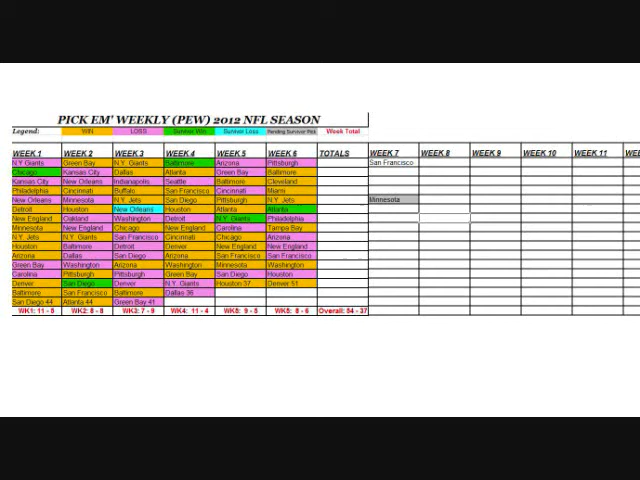 PICK EM' WEEKLY (PEW) 2012 NFL SEASON
Legend: WIN LOSS Survivor Win Survivor Loss Pending Survivor Pick Week Total
WEEK 1 WEEK 2 WEEK 3 WEEK 4 WEEK 5 WEEK 6 TOTALS WEEK 7 WEEK 8 WEEK 9 WEEK 10 WEEK 11 WEE
N.Y Giants Green Bay N.Y. Giants Baltimore Arizona Pittsburgh San Francisco
Chicago Kansas City Dallas Atlanta Green Bay Baltimore
Kansas City New Orleans Indianapolis Seattle Baltimore Cleveland
Philadelphia Cincinnati Buffalo San Francisco Cincinnati Miami
New Orleans Minnesota N.Y. Jets San Diego Pittsburgh N.Y. Jets Minnesota
Detroit Houston New Orleans Houston Atlanta Atlanta
New England Oakland Washington Detroit N.Y. Giants Philadelphia
Minnesota New England Chicago New England Carolina Tampa Bay
N.Y. Jets N.Y. Giants San Francisco Cincinnati Chicago Arizona
Houston Baltimore Detroit Denver New England New England
Arizona Dallas San Diego Arizona San Francisco San Francisco
Green Bay Washington Arizona Washington Minnesota Washington
Carolina Pittsburgh Pittsburgh Green Bay San Diego Houston
Denver San Diego Denver N.Y. Giants Houston 37 Denver 51
Baltimore San Francisco Baltimore Dallas 36
San Diego 44 Atlanta 44 Green Bay 41
WK1: 11 - 5 WK2: 8 - 8 WK3: 7 - 9 WK4: 11 - 4 WK5: 9 - 5 WK6: 8 - 6 Overall: 54 - 37